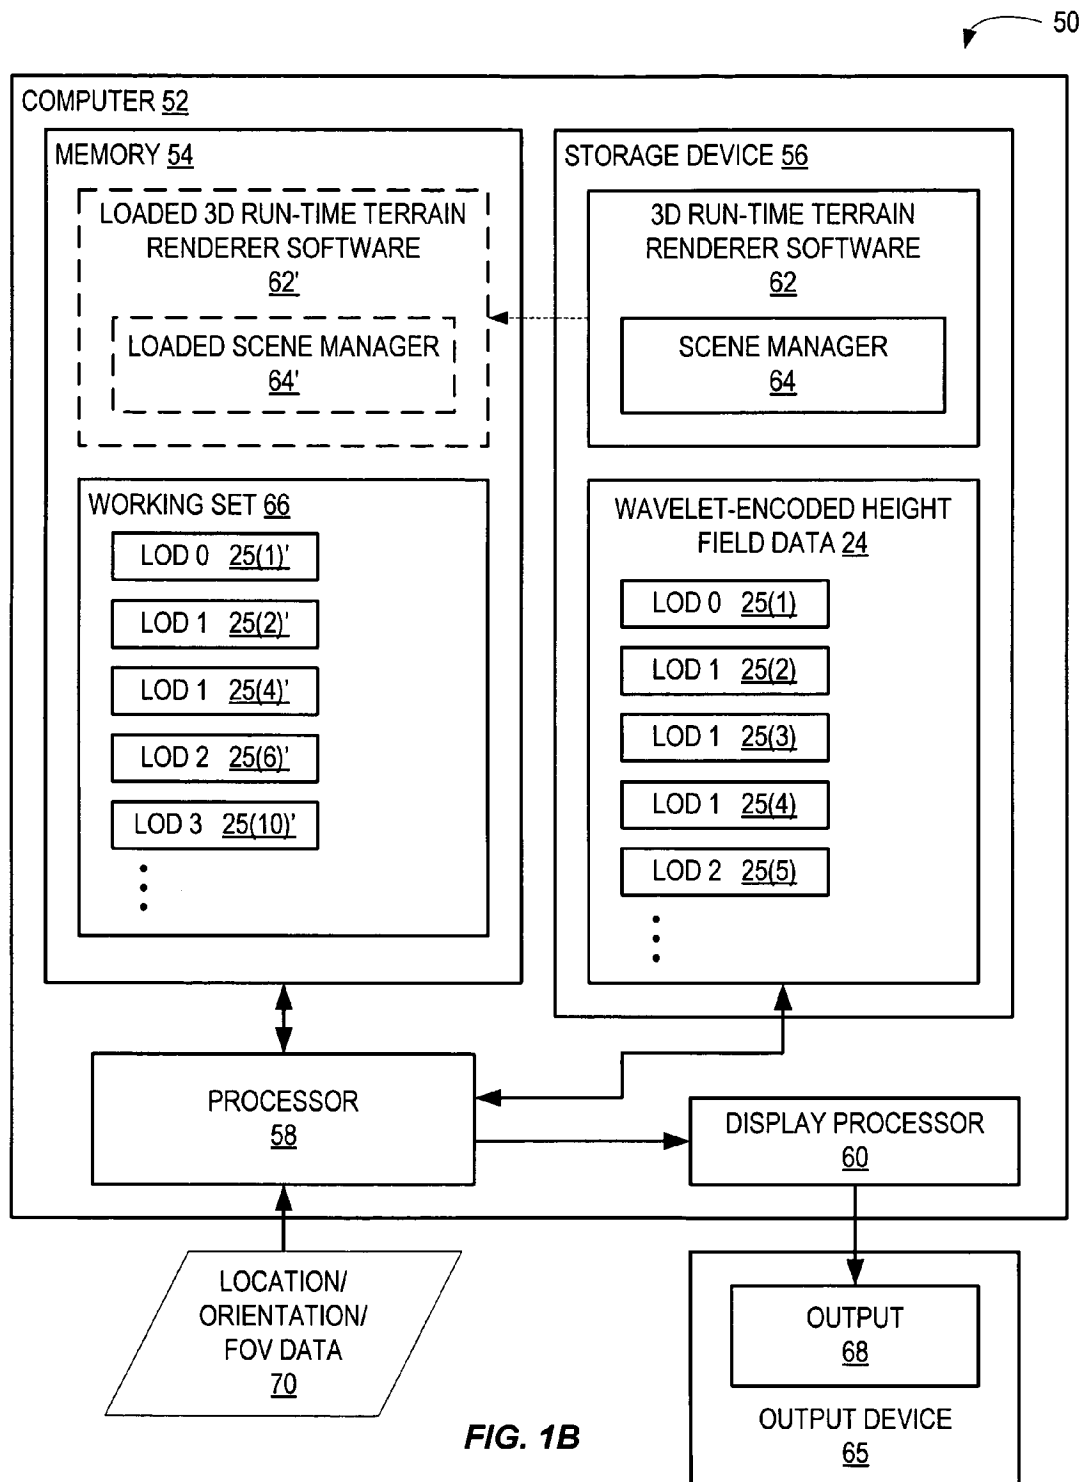 50
COMPUTER 52
MEMORY 54
LOADED 3D RUN-TIME TERRAIN
RENDERER SOFTWARE
62'
LOADED SCENE MANAGER
64'
WORKING SET 66
LOD 0 25(1)'
LOD 1 25(2)'
LOD 1 25(4)'
LOD 2 25(6)'
LOD 3 25(10)'
STORAGE DEVICE 56
3D RUN-TIME TERRAIN
RENDERER SOFTWARE
62
SCENE MANAGER
64
WAVELET-ENCODED HEIGHT
FIELD DATA 24
LOD 0 25(1)
LOD 1 25(2)
LOD 1 25(3)
LOD 1 25(4)
LOD 2 25(5)
PROCESSOR
58
DISPLAY PROCESSOR
60
LOCATION/
ORIENTATION/
FOV DATA
70
OUTPUT
68
OUTPUT DEVICE
65
FIG. 1B